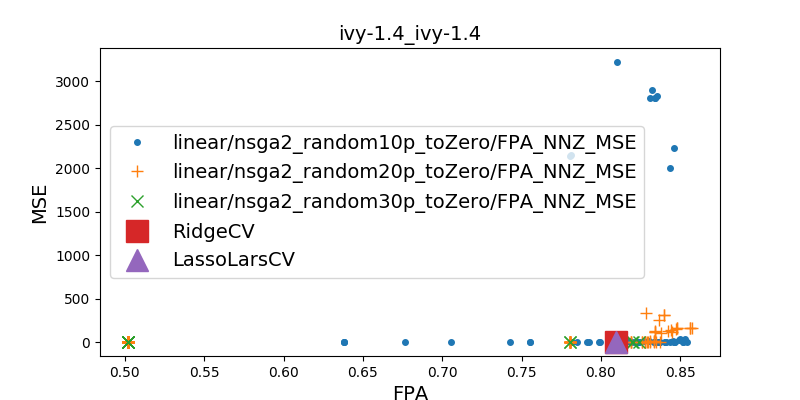 ivy-1.4_ivy-1.4
3000
2500
2000
1500
1000
500
0
MSE
linear/nsga2_random10p_toZero/FPA_NNZ_MSE
linear/nsga2_random20p_toZero/FPA_NNZ_MSE
linear/nsga2_random30p_toZero/FPA_NNZ_MSE
RidgeCV
LassoLarsCV
0.50 0.55 0.60 0.65 0.70 0.75 0.80 0.85
FPA